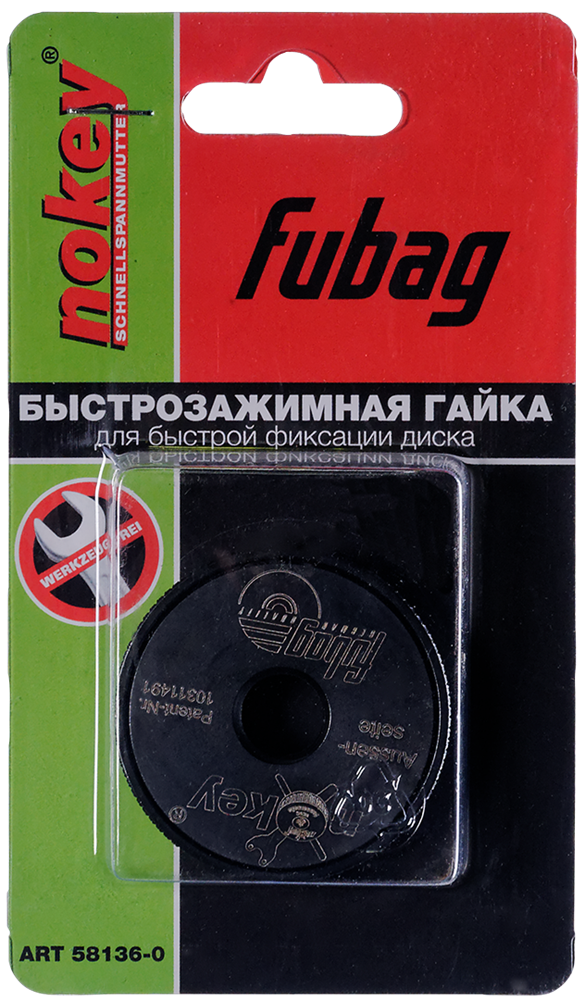 nokey®
SCHNELLSPANNMUTTER
fubag
БЫСТРОЗАЖИМНАЯ ГАЙКА
для быстрой фиксации диска
WERKZEUGFREI
fubag
Patent-Nr.
10311491
Aussen-
seite
nokey®
ART 58136-0